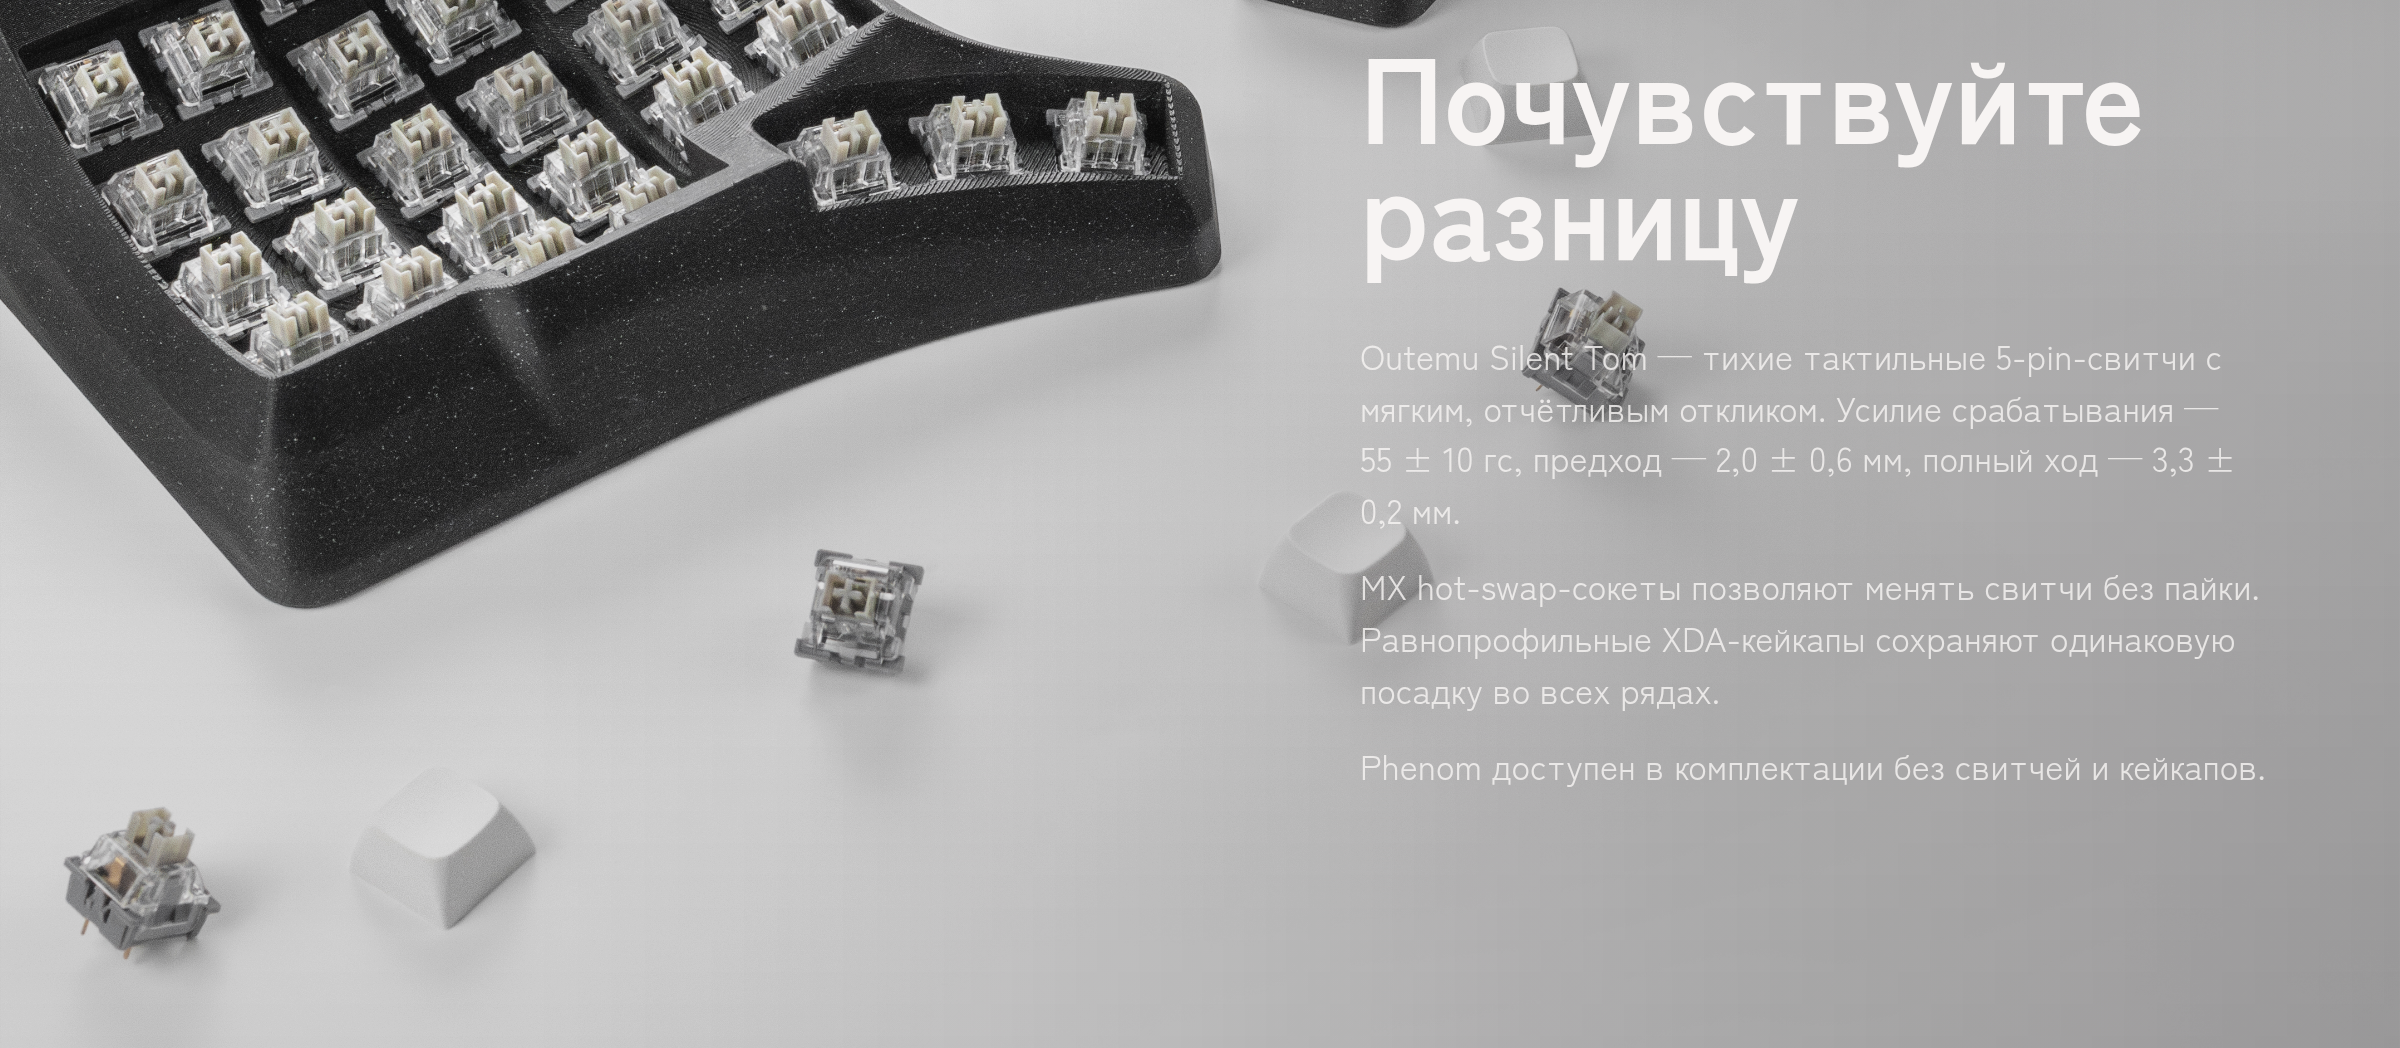 Почувствуйте
разницу
Outemu Silent Tom — тихие тактильные 5-pin-свитчи с
мягким, отчётливым откликом. Усилие срабатывания —
55 ± 10 гс, предход — 2,0 ± 0,6 мм, полный ход — 3,3 ±
0,2 мм.
MX hot-swap-сокеты позволяют менять свитчи без пайки.
Равнопрофильные XDA-кейкапы сохраняют одинаковую
посадку во всех рядах.
Phenom доступен в комплектации без свитчей и кейкапов.